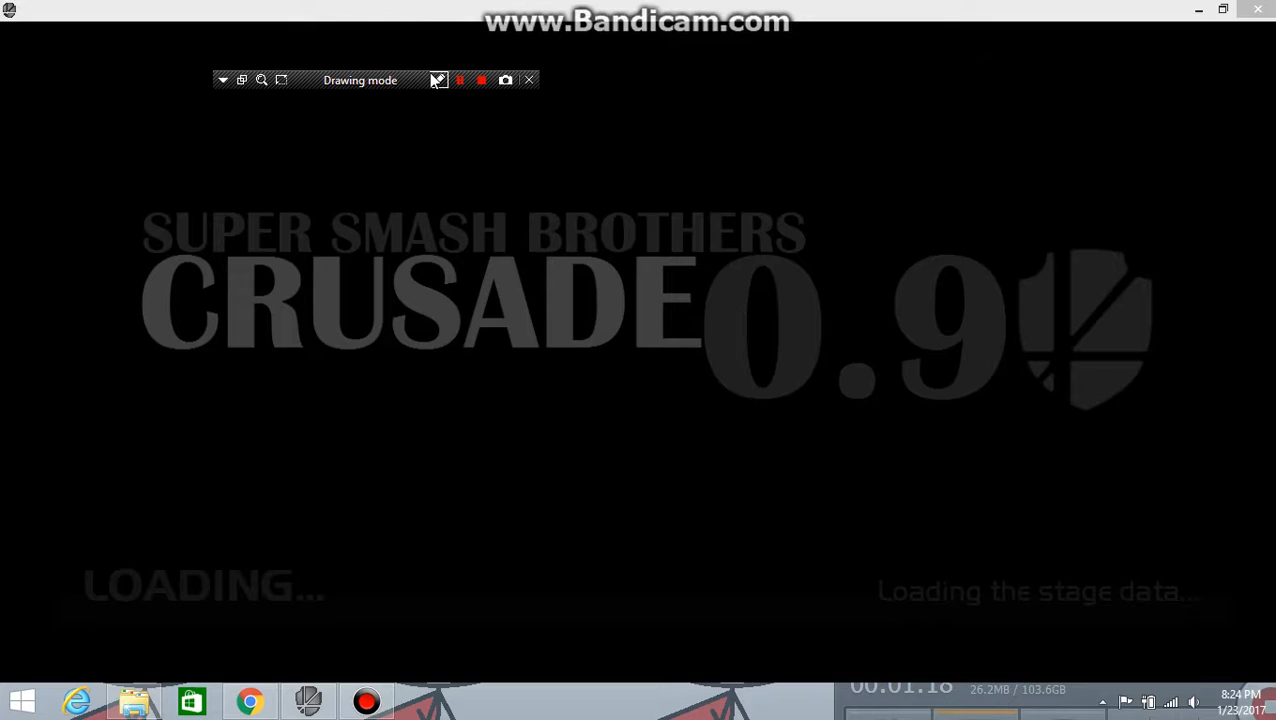 www.Bandicam.com
Drawing mode
SUPER SMASH BROTHERS
CRUSADE 0.9
LOADING...
Loading the stage data...
00:01:18
26.2MB / 103.6GB
8:24 PM
1/23/2017